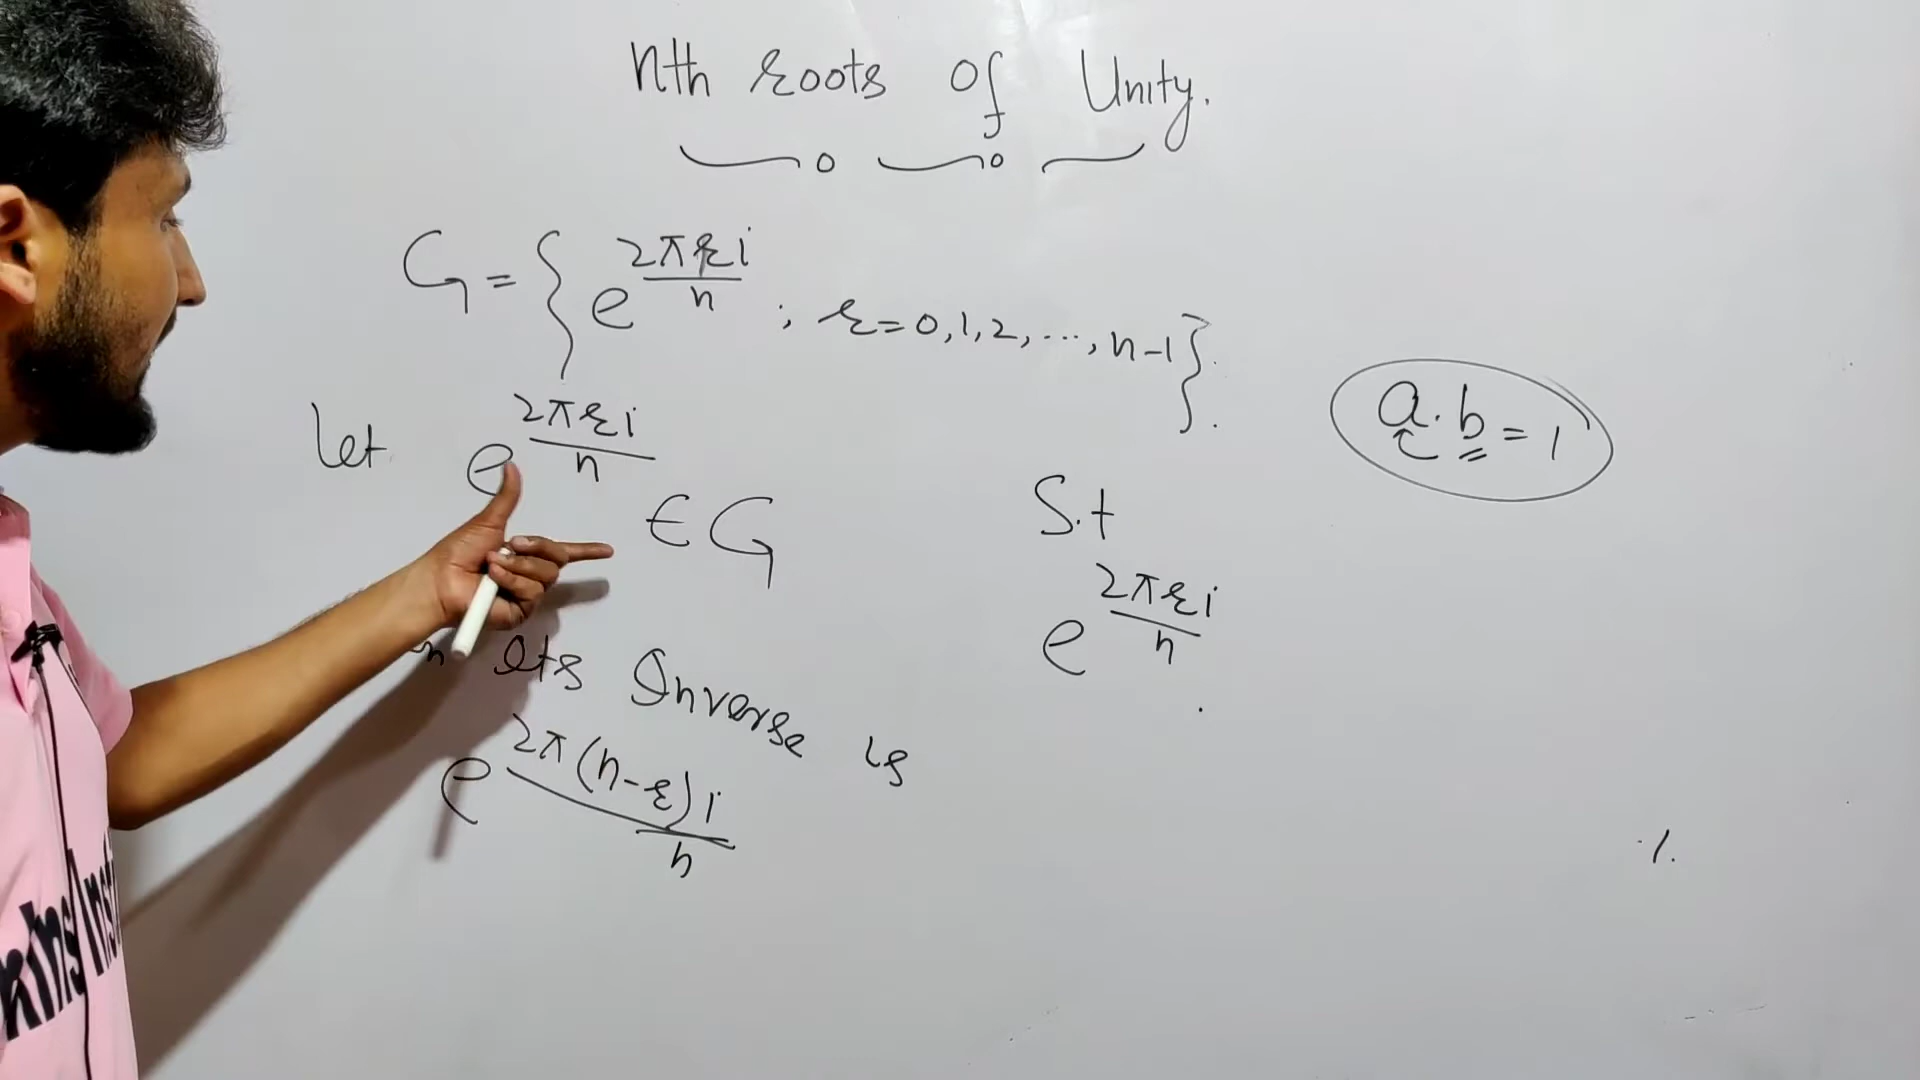 nth roots of Unity.
G = { e^(2πri/n) ; r = 0, 1, 2, ..., n-1 }.
a.b = 1
let e^(2πri/n) ∈ G
S.t
e^(2πri/n)
n its Inverse is
e^(2π(n-r)i/n)